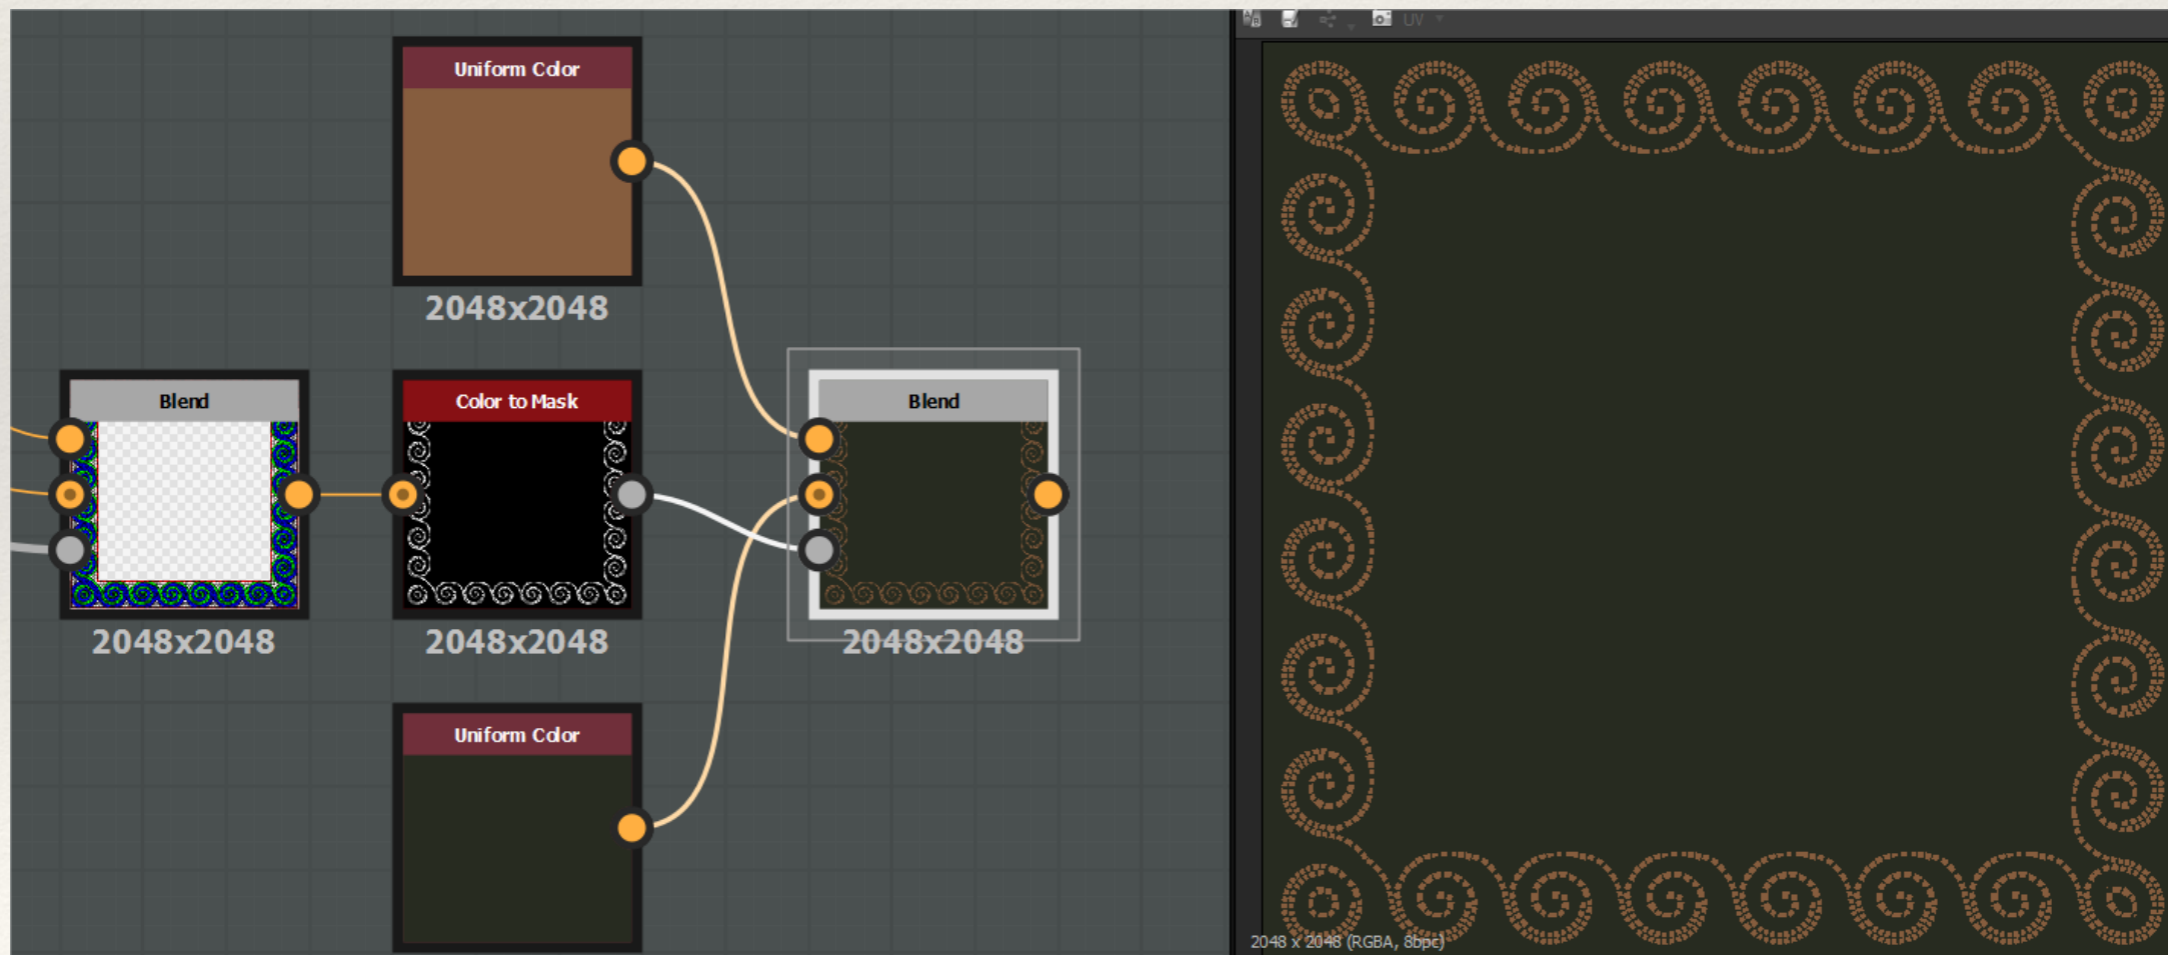 UV
Uniform Color
2048x2048
Blend
Color to Mask
Blend
2048x2048
2048x2048
2048x2048
Uniform Color
2048 x 2048 (RGBA, 8bpc)